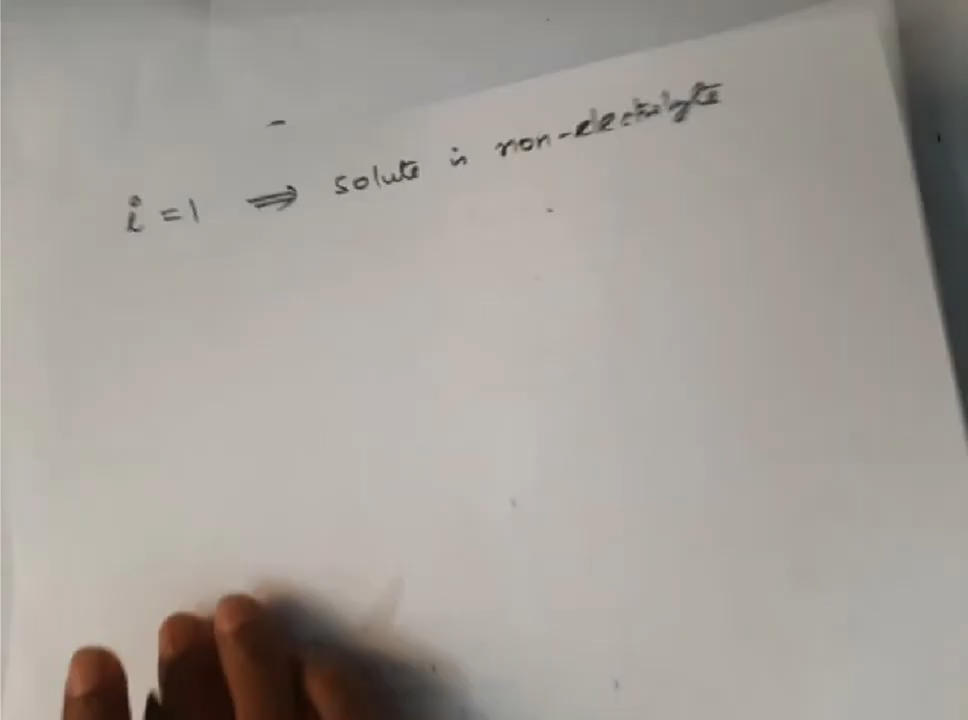 i = 1 ⇒ solute is non-electrolyte